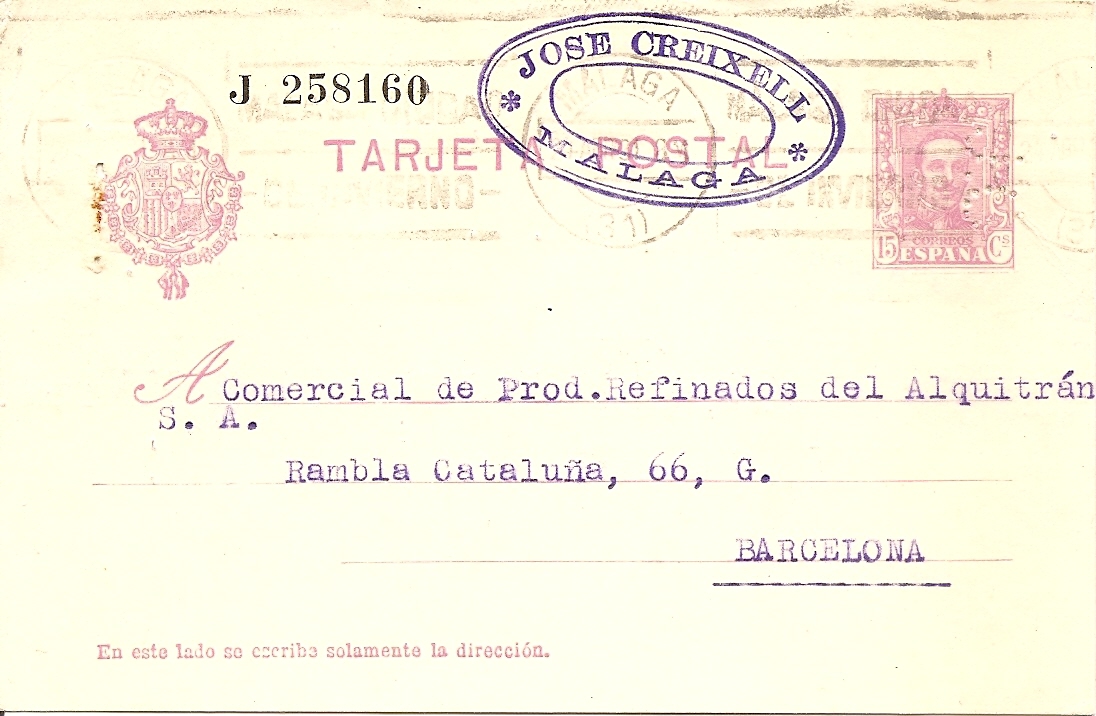 J 258160
JOSE CREIXELL
MALAGA
MALAGA
TARJETA POSTAL
15 CORREOS Cs
ESPAÑA
A Comercial de Prod.Refinados del Alquitrán
S. A.
Rambla Cataluña, 66, G.
BARCELONA
En este lado se escribe solamente la dirección.